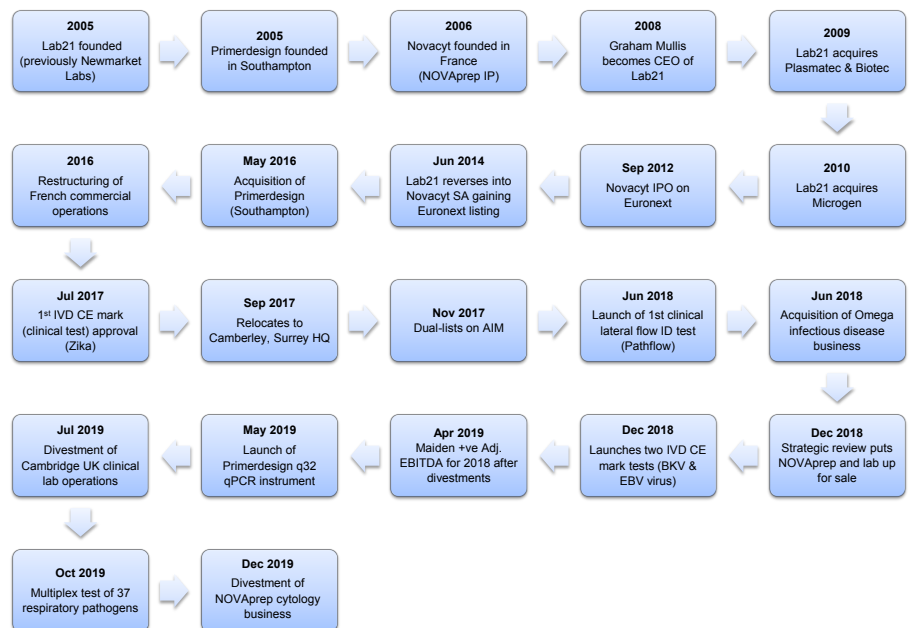 2005
Lab21 founded
(previously Newmarket
Labs)
2005
Primerdesign founded
in Southampton
2006
Novacyt founded in
France
(NOVAprep IP)
2008
Graham Mullis
becomes CEO of
Lab21
2009
Lab21 acquires
Plasmatec & Biotec
2010
Lab21 acquires
Microgen
Sep 2012
Novacyt IPO on
Euronext
Jun 2014
Lab21 reverses into
Novacyt SA gaining
Euronext listing
May 2016
Acquisition of
Primerdesign
(Southampton)
2016
Restructuring of
French commercial
operations
Jul 2017
1st IVD CE mark
(clinical test) approval
(Zika)
Sep 2017
Relocates to
Camberley, Surrey HQ
Nov 2017
Dual-lists on AIM
Jun 2018
Launch of 1st clinical
lateral flow ID test
(Pathflow)
Jun 2018
Acquisition of Omega
infectious disease
business
Dec 2018
Strategic review puts
NOVAprep and lab up
for sale
Dec 2018
Launches two IVD CE
mark tests (BKV &
EBV virus)
Apr 2019
Maiden +ve Adj.
EBITDA for 2018 after
divestments
May 2019
Launch of
Primerdesign q32
qPCR instrument
Jul 2019
Divestment of
Cambridge UK clinical
lab operations
Oct 2019
Multiplex test of 37
respiratory pathogens
Dec 2019
Divestment of
NOVAprep cytology
business